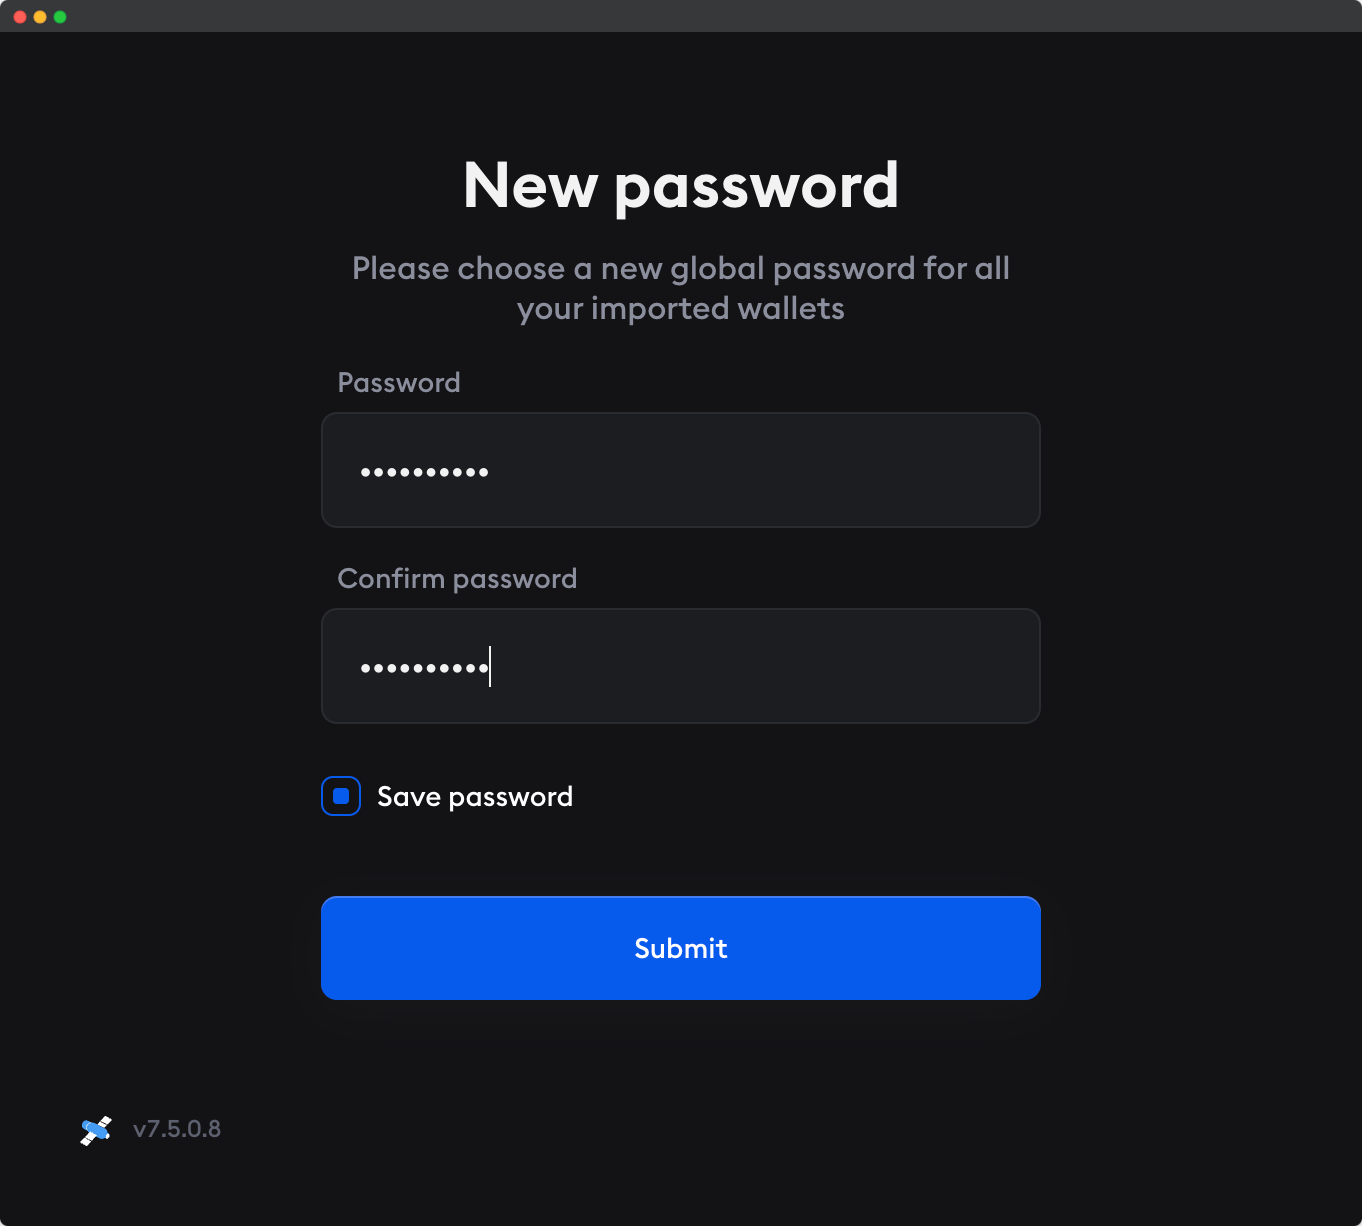 New password
Please choose a new global password for all
your imported wallets
Password
••••••••••
Confirm password
••••••••••
Save password
Submit
v7.5.0.8